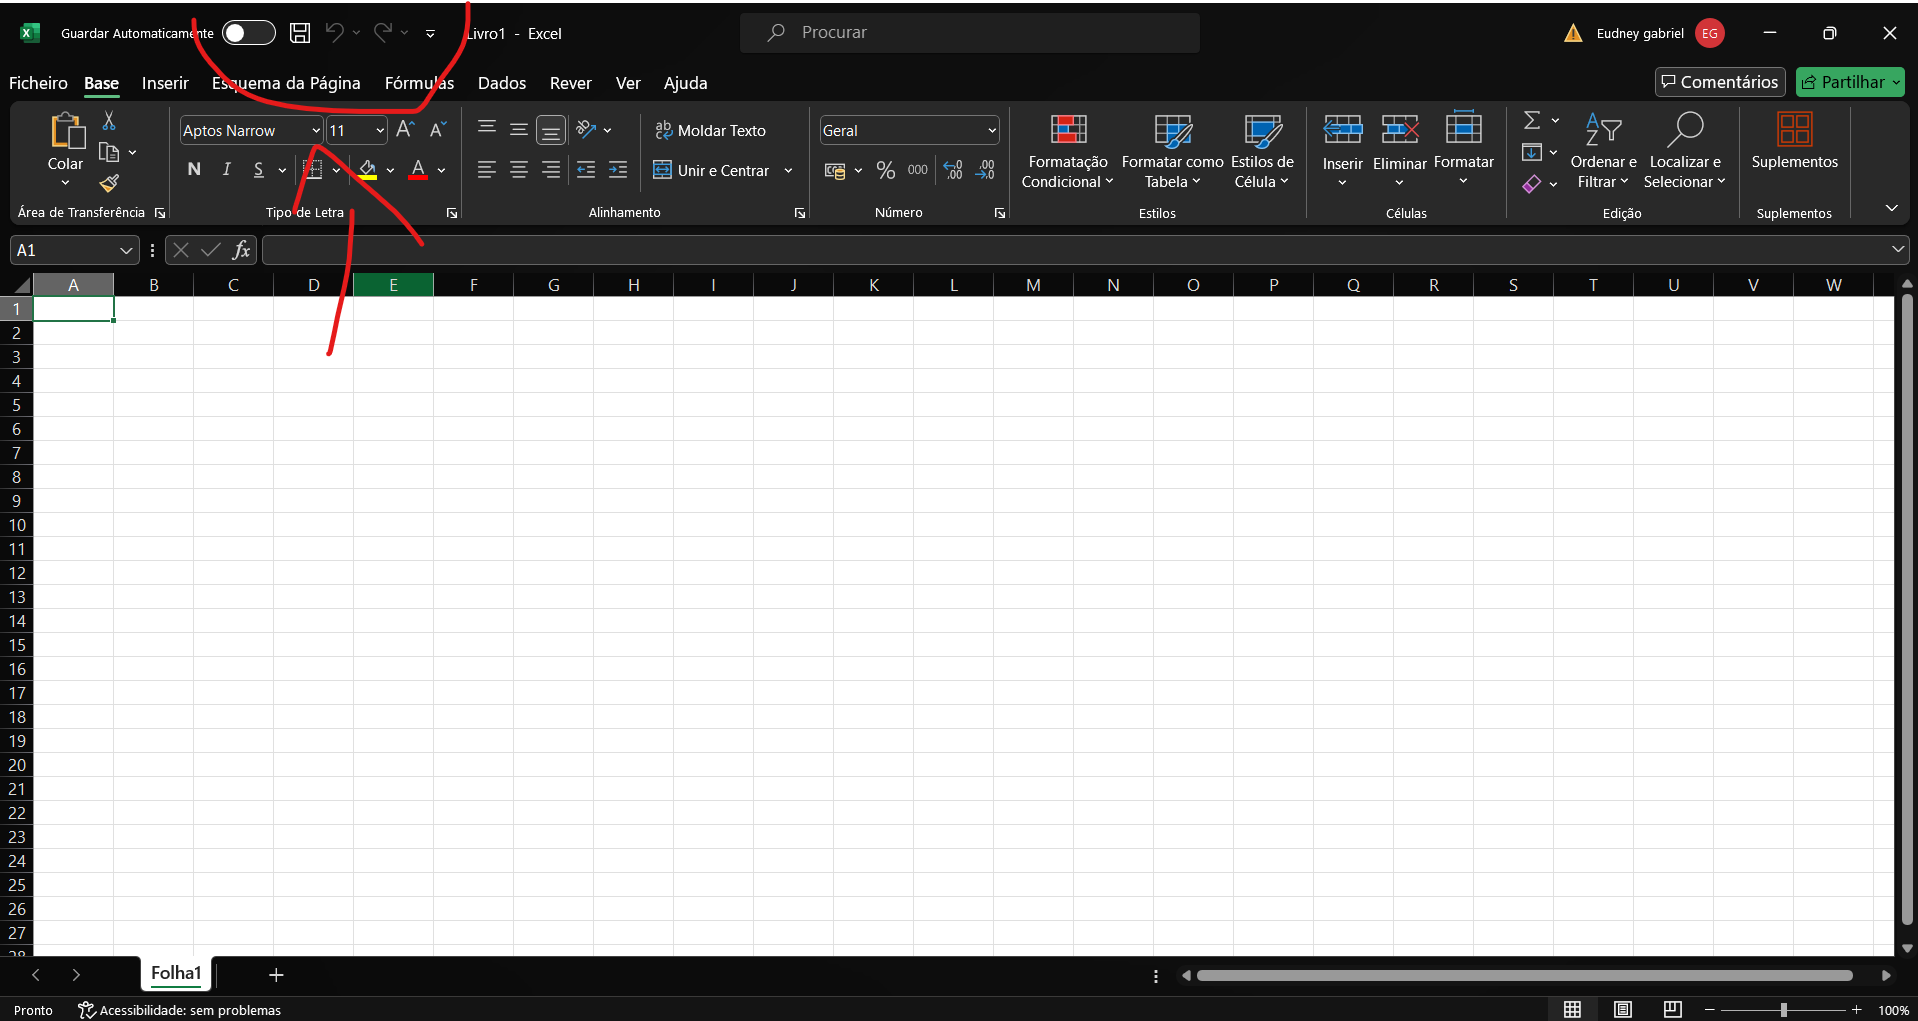 Guardar Automaticamente
Livro1 - Excel
Procurar
Eudney gabriel
EG
Ficheiro Base Inserir Esquema da Página Fórmulas Dados Rever Ver Ajuda
Comentários
Partilhar
Colar
Área de Transferência
Aptos Narrow
11
N I S
Tipo de Letra
Moldar Texto
Unir e Centrar
Alinhamento
Geral
% 000
Número
Formatação Condicional
Formatar como Tabela
Estilos de Célula
Estilos
Inserir
Eliminar
Formatar
Células
Ordenar e Filtrar
Localizar e Selecionar
Edição
Suplementos
Suplementos
A1
fx
A B C D E F G H I J K L M N O P Q R S T U V W
1
2
3
4
5
6
7
8
9
10
11
12
13
14
15
16
17
18
19
20
21
22
23
24
25
26
27
28
Folha1
Pronto
Acessibilidade: sem problemas
100%